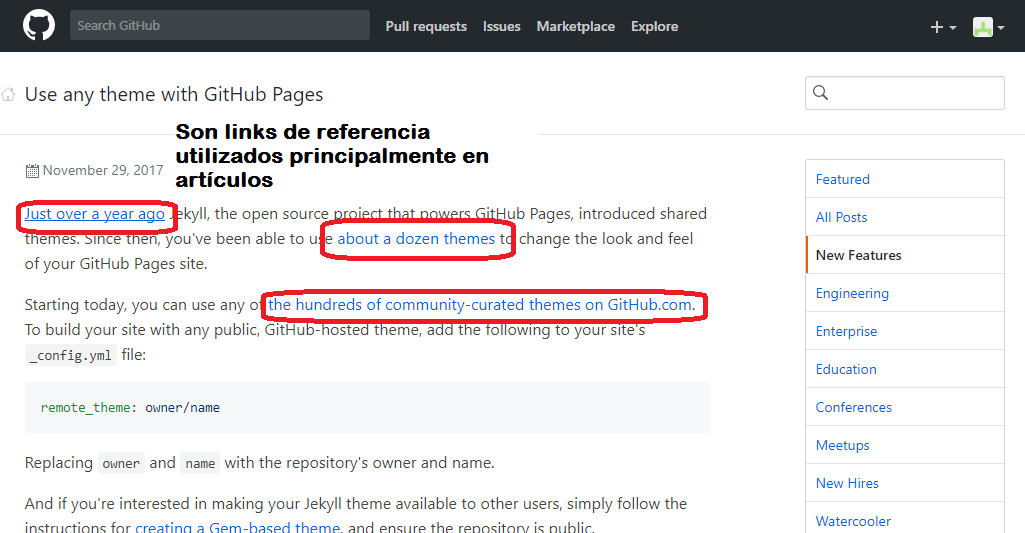 Search GitHub
Pull requests
Issues
Marketplace
Explore
Use any theme with GitHub Pages
Son links de referencia
utilizados principalmente en
artículos
November 29, 2017
Just over a year ago Jekyll, the open source project that powers GitHub Pages, introduced shared
themes. Since then, you've been able to use about a dozen themes to change the look and feel
of your GitHub Pages site.
Starting today, you can use any of the hundreds of community-curated themes on GitHub.com.
To build your site with any public, GitHub-hosted theme, add the following to your site's
_config.yml file:
remote_theme: owner/name
Replacing owner and name with the repository's owner and name.
And if you're interested in making your Jekyll theme available to other users, simply follow the
instructions for creating a Gem-based theme, and ensure the repository is public.
Featured
All Posts
New Features
Engineering
Enterprise
Education
Conferences
Meetups
New Hires
Watercooler